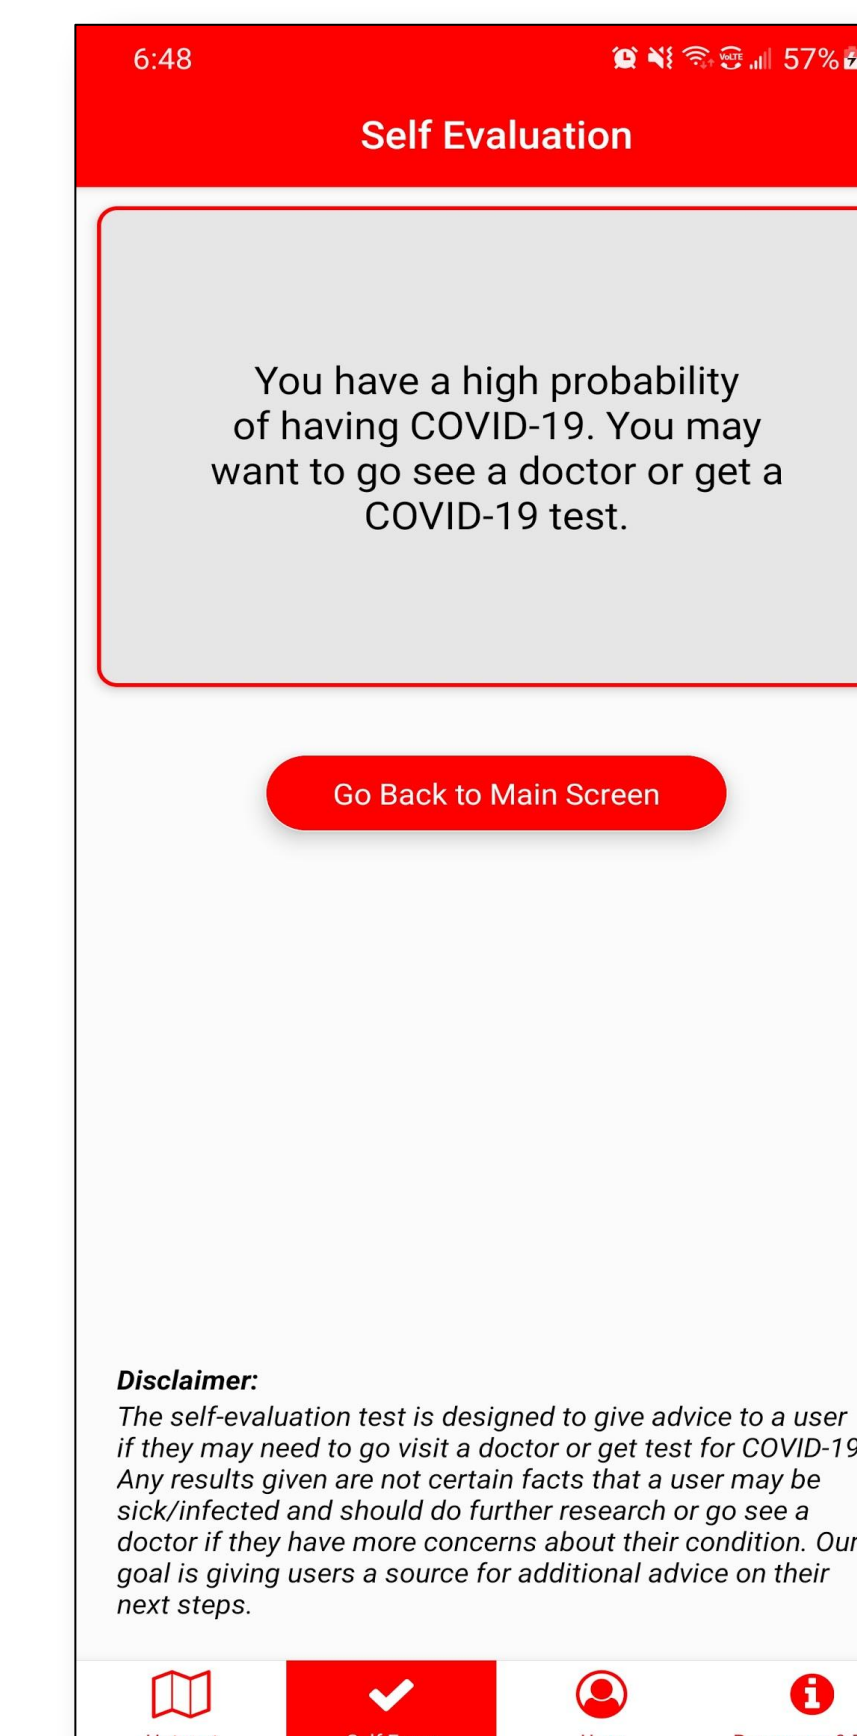 6:48
57%
Self Evaluation
You have a high probability
of having COVID-19. You may
want to go see a doctor or get a
COVID-19 test.
Go Back to Main Screen
Disclaimer:
The self-evaluation test is designed to give advice to a user
if they may need to go visit a doctor or get test for COVID-19
Any results given are not certain facts that a user may be
sick/infected and should do further research or go see a
doctor if they have more concerns about their condition. Our
goal is giving users a source for additional advice on their
next steps.